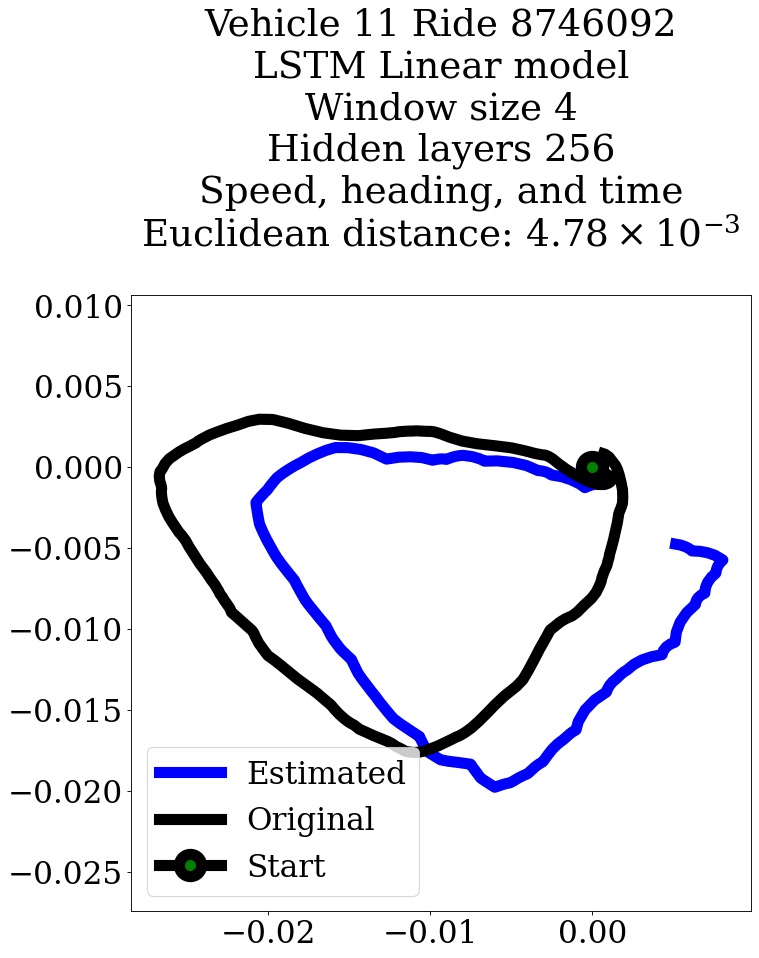 Vehicle 11 Ride 8746092
LSTM Linear model
Window size 4
Hidden layers 256
Speed, heading, and time
Euclidean distance: 4.78 × 10⁻³
0.010
0.005
0.000
−0.005
−0.010
−0.015
−0.020
−0.025
Estimated
Original
Start
−0.02 −0.01 0.00